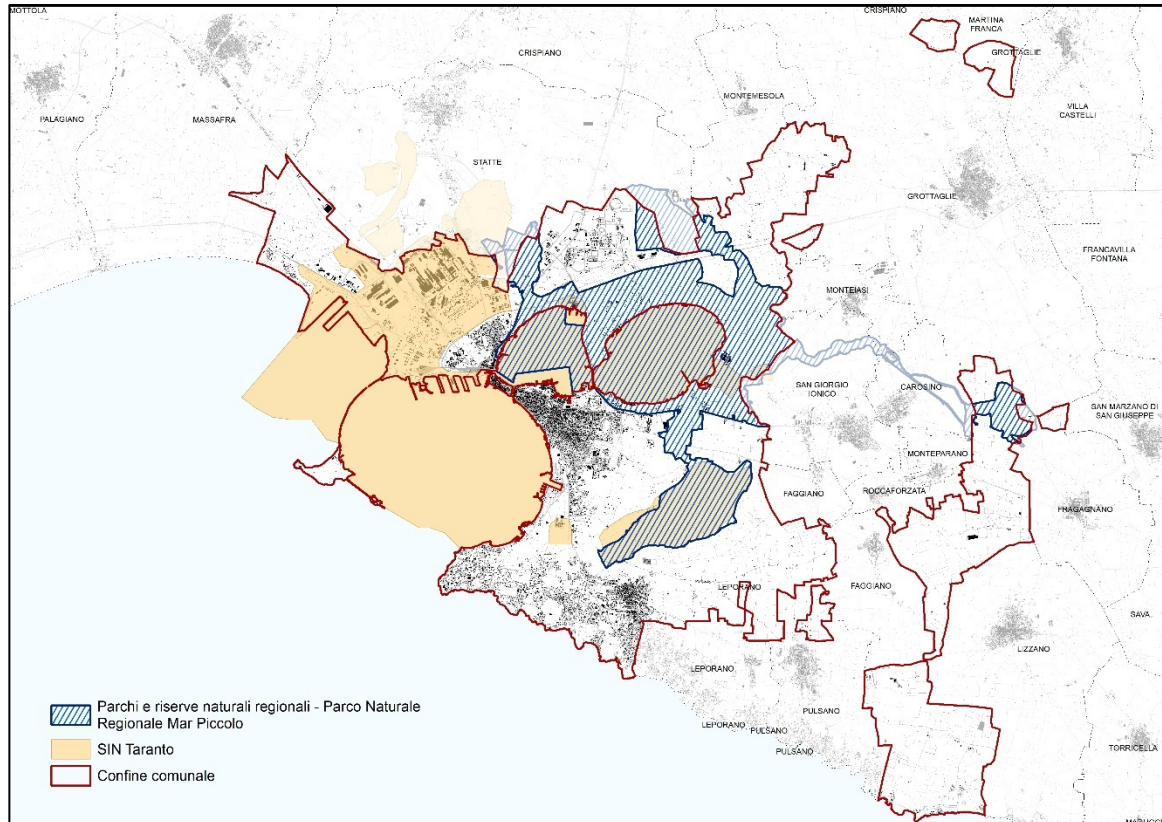 MOTTOLA
CRISPIANO
MARTINA
FRANCA
GROTTAGLIE
CRISPIANO
MONTEMESOLA
VILLA
CASTELLI
PALAGIANO
MASSAFRA
STATTE
GROTTAGLIE
FRANCAVILLA
FONTANA
MONTEIASI
SAN GIORGIO
IONICO
CAROSINO
SAN MARZANO DI
SAN GIUSEPPE
MONTEPARANO
FAGGIANO
ROCCAFORZATA
FRAGAGNANO
LEPORANO
FAGGIANO
SAVA
LIZZANO
LEPORANO
PULSANO
LEPORANO
PULSANO
PULSANO
TORRICELLA
Parchi e riserve naturali regionali - Parco Naturale
Regionale Mar Piccolo
SIN Taranto
Confine comunale